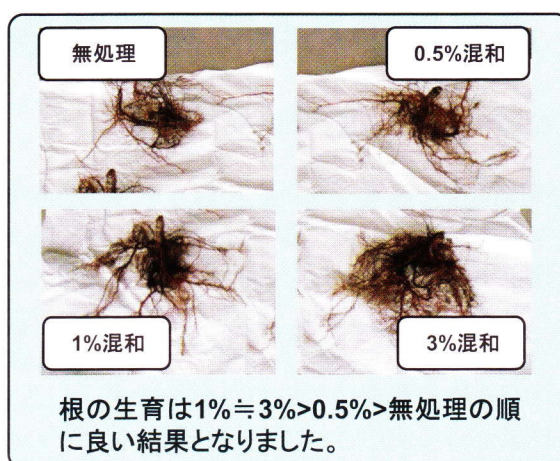 無処理
0.5%混和
1%混和
3%混和
根の生育は1%≒3%>0.5%>無処理の順
に良い結果となりました。